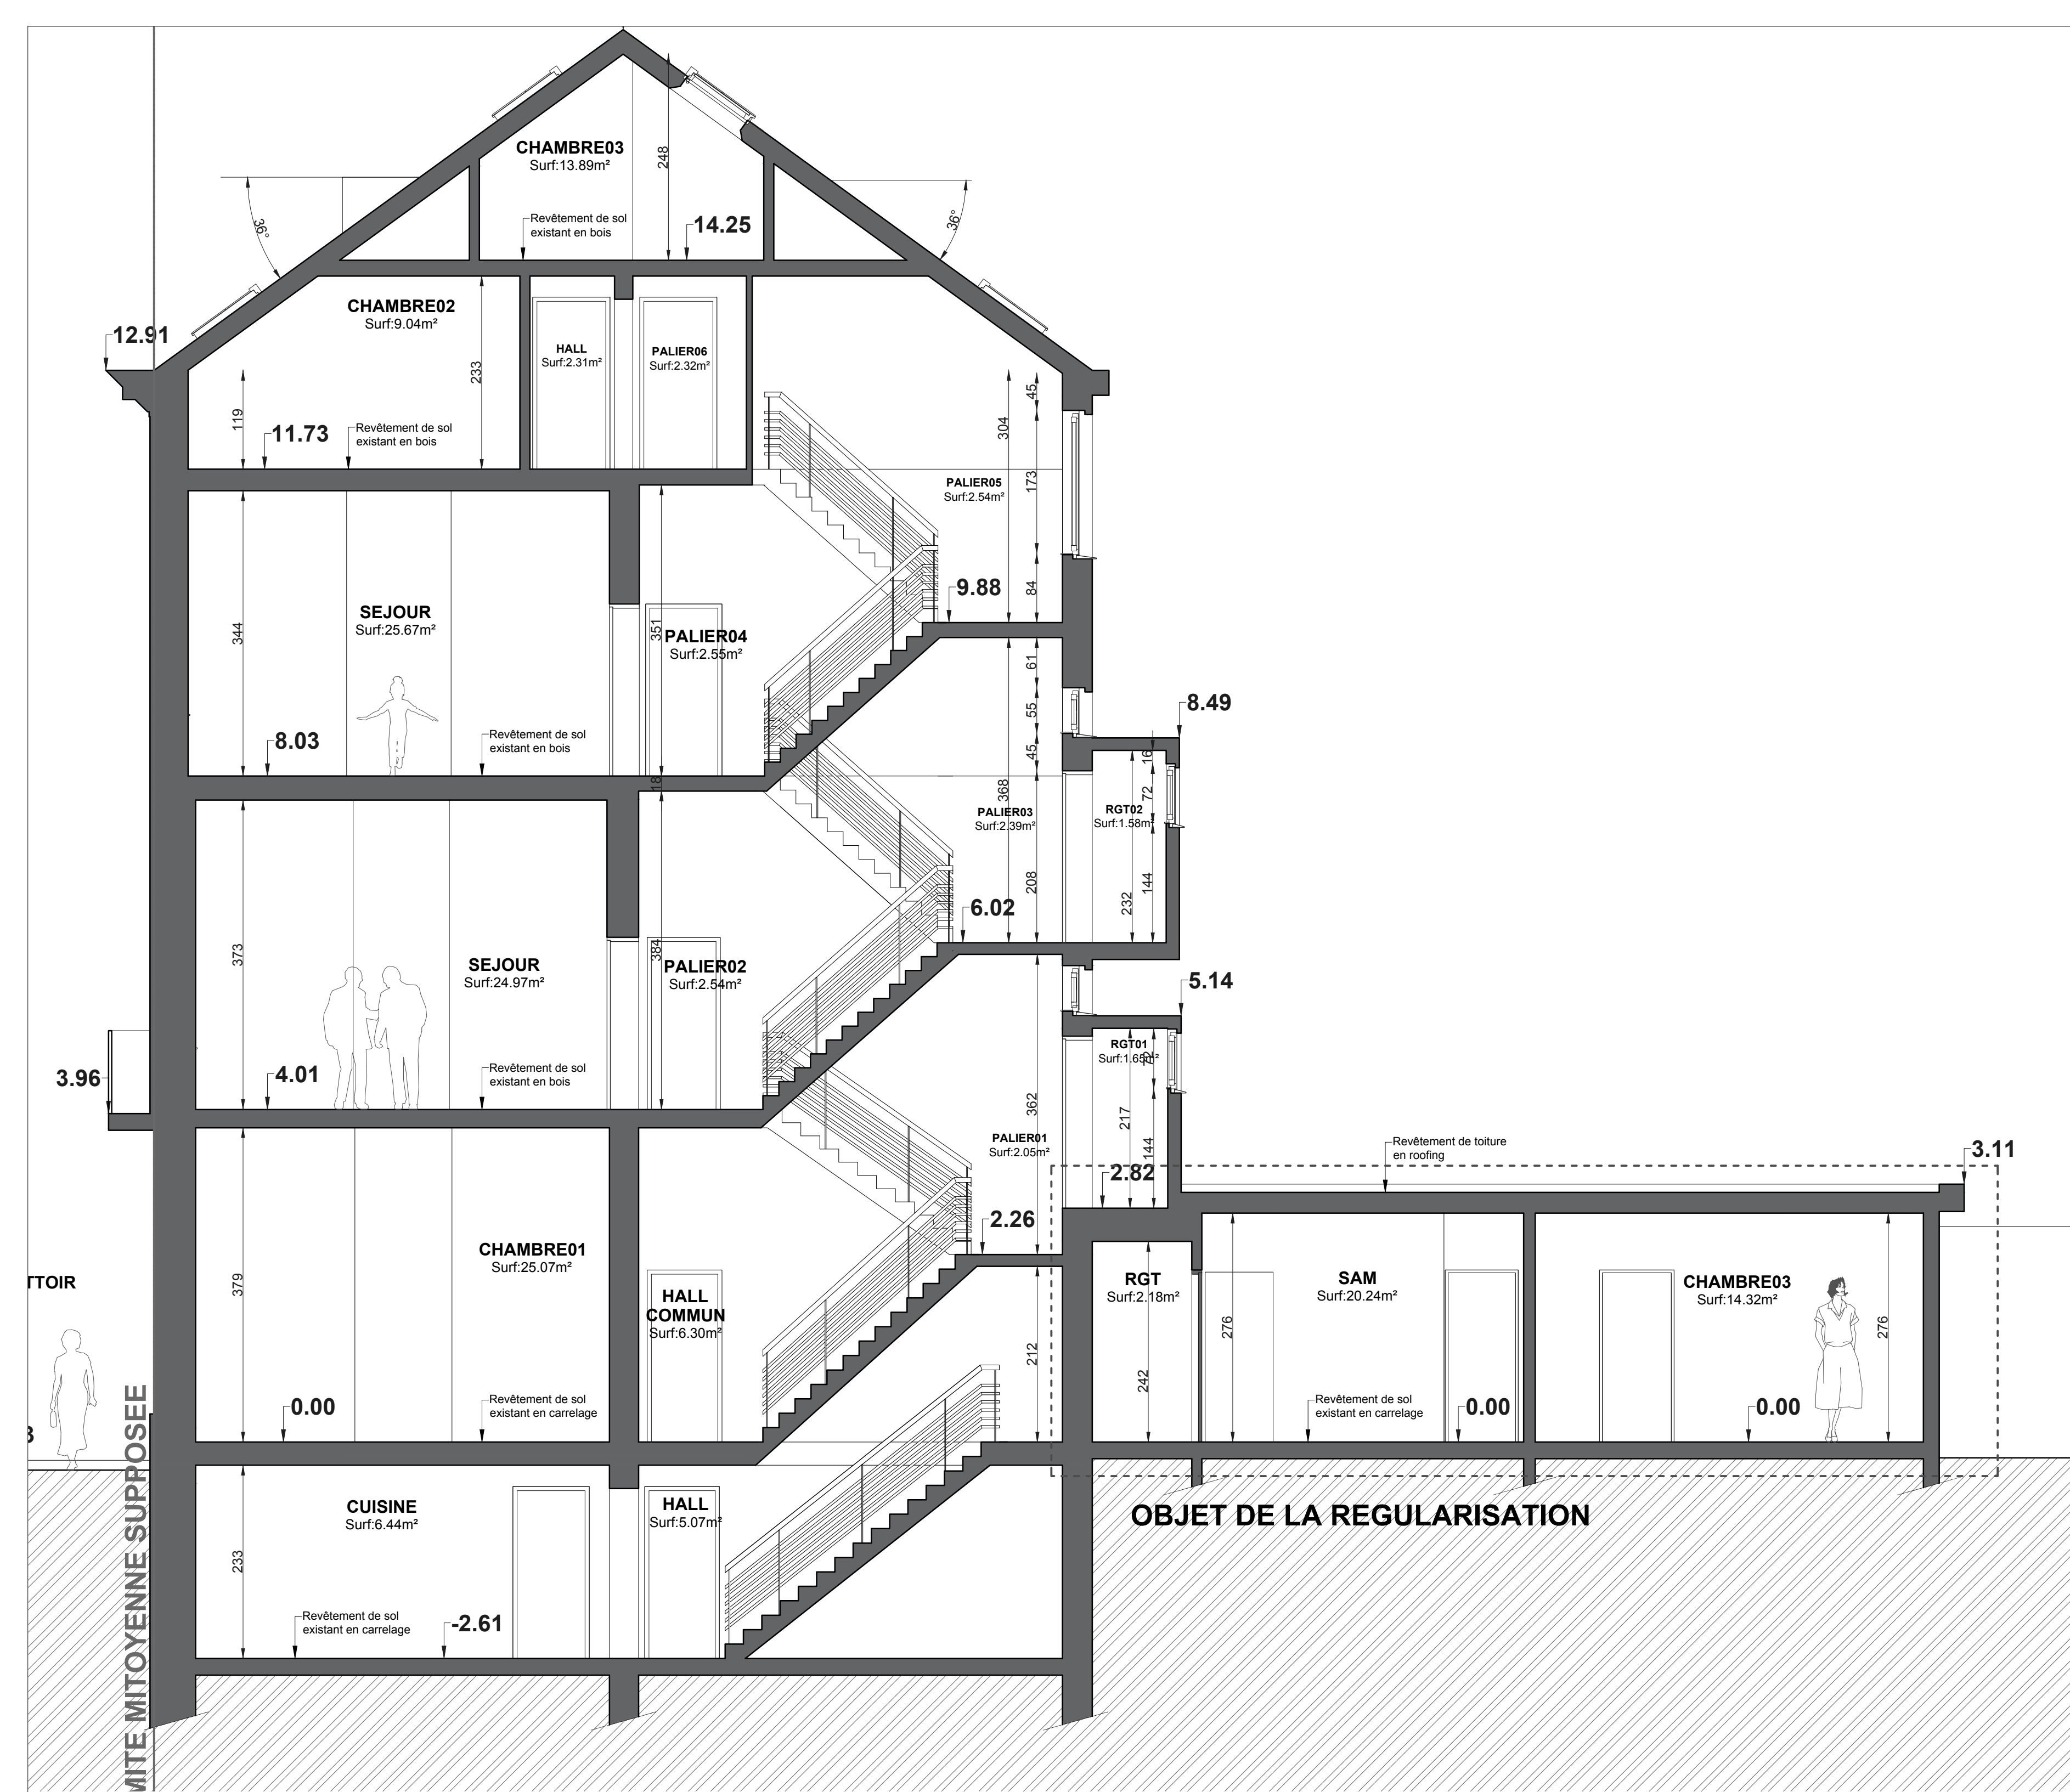 CHAMBRE03
Surf:13.89m²
248
Revêtement de sol
existant en bois
14.25
36°
36°
CHAMBRE02
Surf:9.04m²
12.91
HALL
Surf:2.31m²
PALIER06
Surf:2.32m²
233
119
11.73
Revêtement de sol
existant en bois
304
45
173
84
PALIER05
Surf:2.54m²
9.88
SEJOUR
Surf:25.67m²
344
351
PALIER04
Surf:2.55m²
8.03
Revêtement de sol
existant en bois
18
61
55
45
8.49
16
72
144
368
208
232
PALIER03
Surf:2.39m²
RGT02
Surf:1.58m²
6.02
SEJOUR
Surf:24.97m²
373
384
PALIER02
Surf:2.54m²
5.14
3.96
4.01
Revêtement de sol
existant en bois
RGT01
Surf:1.65m²
362
217
144
PALIER01
Surf:2.05m²
2.82
Revêtement de toiture
en roofing
3.11
2.26
CHAMBRE01
Surf:25.07m²
379
HALL
COMMUN
Surf:6.30m²
212
RGT
Surf:2.18m²
242
276
SAM
Surf:20.24m²
CHAMBRE03
Surf:14.32m²
276
TTOIR
0.00
Revêtement de sol
existant en carrelage
Revêtement de sol
existant en carrelage
0.00
0.00
OBJET DE LA REGULARISATION
CUISINE
Surf:6.44m²
HALL
Surf:5.07m²
233
Revêtement de sol
existant en carrelage
-2.61
MITE MITOYENNE SUPPOSEE